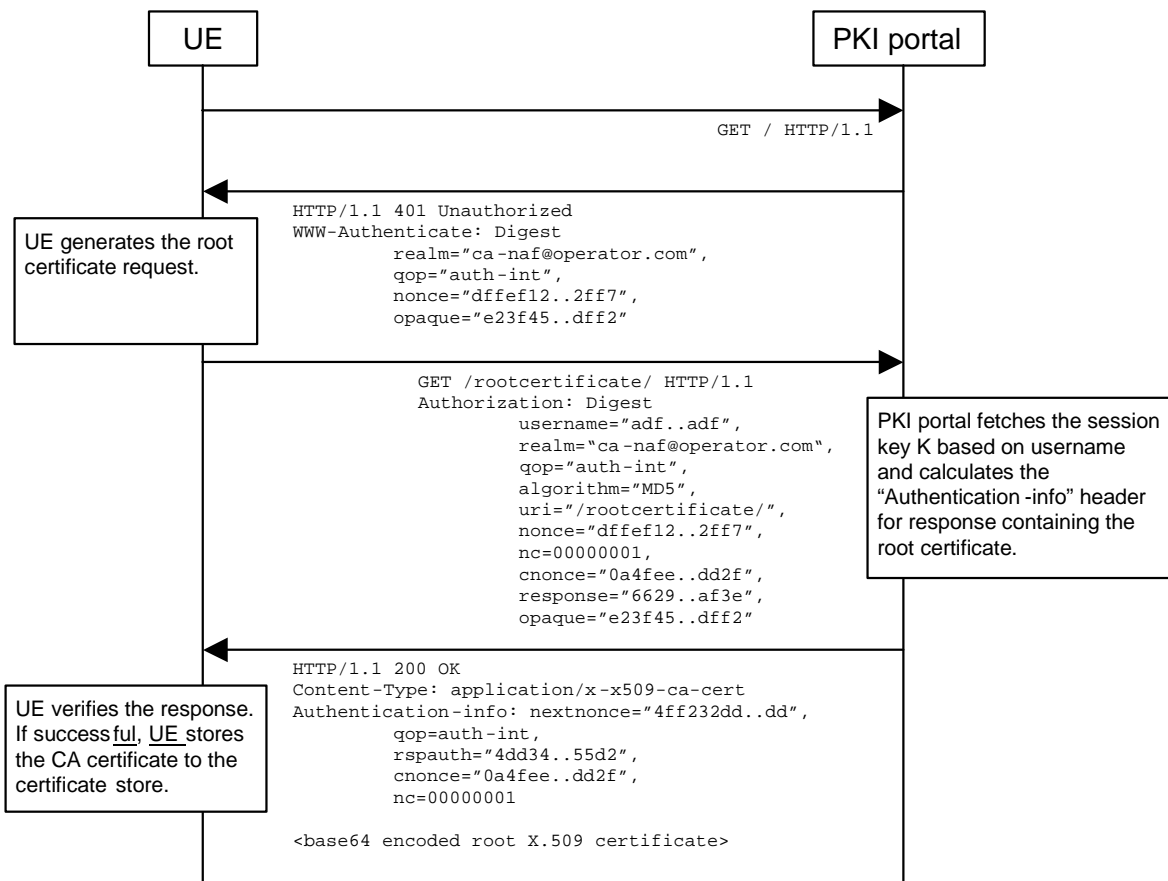 UE
PKI portal
GET / HTTP/1.1
HTTP/1.1 401 Unauthorized
WWW-Authenticate: Digest
realm="ca-naf@operator.com",
qop="auth-int",
nonce="dffef12..2ff7",
opaque="e23f45..dff2"
UE generates the root
certificate request.
GET /rootcertificate/ HTTP/1.1
Authorization: Digest
username="adf..adf",
realm="ca-naf@operator.com",
qop="auth-int",
algorithm="MD5",
uri="/rootcertificate/",
nonce="dffef12..2ff7",
nc=00000001,
cnonce="0a4fee..dd2f",
response="6629..af3e",
opaque="e23f45..dff2"
PKI portal fetches the session
key K based on username
and calculates the
“Authentication-info” header
for response containing the
root certificate.
HTTP/1.1 200 OK
Content-Type: application/x-x509-ca-cert
Authentication-info: nextnonce="4ff232dd..dd",
qop=auth-int,
rspauth="4dd34..55d2",
cnonce="0a4fee..dd2f",
nc=00000001
<base64 encoded root X.509 certificate>
UE verifies the response.
If successful, UE stores
the CA certificate to the
certificate store.